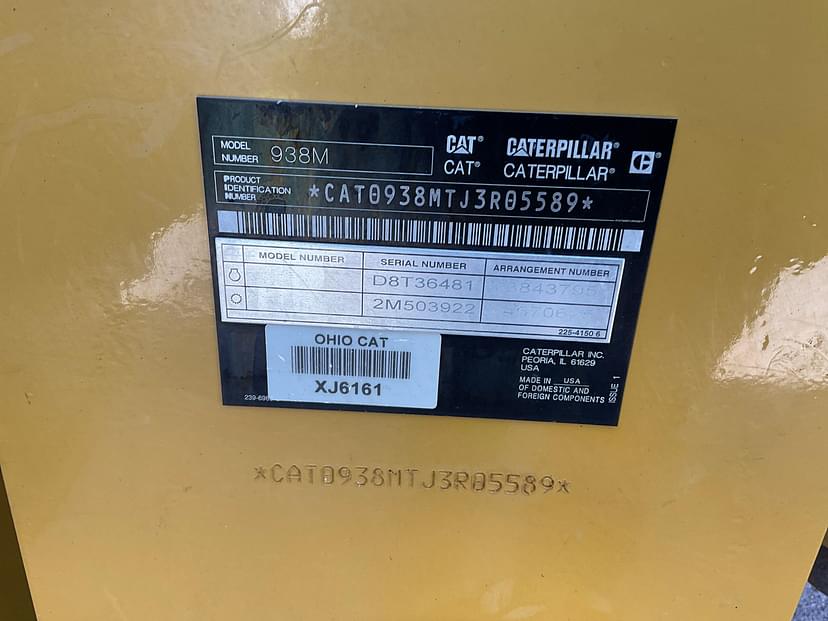 MODEL NUMBER 938M
CAT® CATERPILLAR® ®
CAT® CATERPILLAR®
PRODUCT IDENTIFICATION NUMBER *CAT0938MTJ3R05589*
MODEL NUMBER SERIAL NUMBER ARRANGEMENT NUMBER
D8T36481
2M503922
225-4150 6
OHIO CAT
XJ6161
CATERPILLAR INC.
PEORIA, IL 61629
USA
MADE IN USA
OF DOMESTIC AND
FOREIGN COMPONENTS
ISSUE 1
*CAT0938MTJ3R05589*